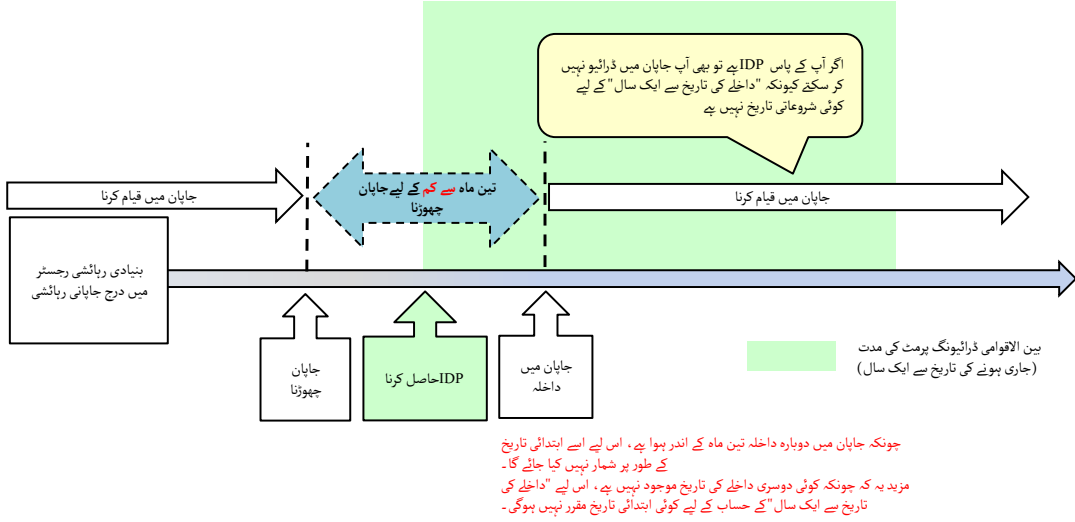 اگر آپ کے پاس IDPہے تو بھی آپ جاپان میں ڈرائیو نہیں
کر سکتے کیونکہ "داخلے کی تاریخ سے ایک سال"کے لیے
کوئی شروعاتی تاریخ نہیں ہے
جاپان میں قیام کرنا
تین ماہ سے کم کے لیےجاپان
چھوڑنا
جاپان میں قیام کرنا
بنیادی رہائشی رجسٹر
میں درج جاپانی رہائشی
جاپان
چھوڑنا
IDPحاصل کرنا
جاپان میں
داخلہ
بین الاقوامی ڈرائیونگ پرمٹ کی مدت
(جاری ہونے کی تاریخ سے ایک سال)
چونکہ جاپان میں دوبارہ داخلہ تین ماہ کے اندر ہوا ہے، اس لیے اسے ابتدائی تاریخ
کے طور پر شمار نہیں کیا جائے گا۔
مزید یہ کہ چونکہ کوئی دوسری داخلے کی تاریخ موجود نہیں ہے، اس لیے "داخلے کی
تاریخ سے ایک سال"کے حساب کے لیے کوئی ابتدائی تاریخ مقرر نہیں ہوگی۔